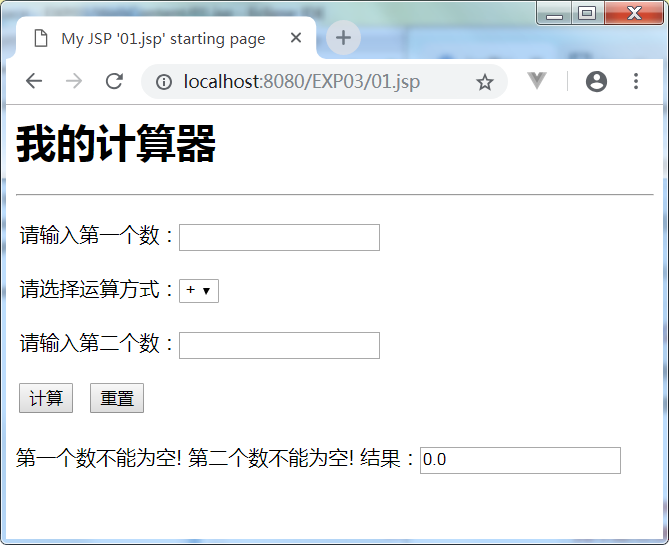 My JSP '01.jsp' starting page
localhost:8080/EXP03/01.jsp
我的计算器
请输入第一个数：
请选择运算方式：+
请输入第二个数：
计算 重置
第一个数不能为空! 第二个数不能为空! 结果：0.0